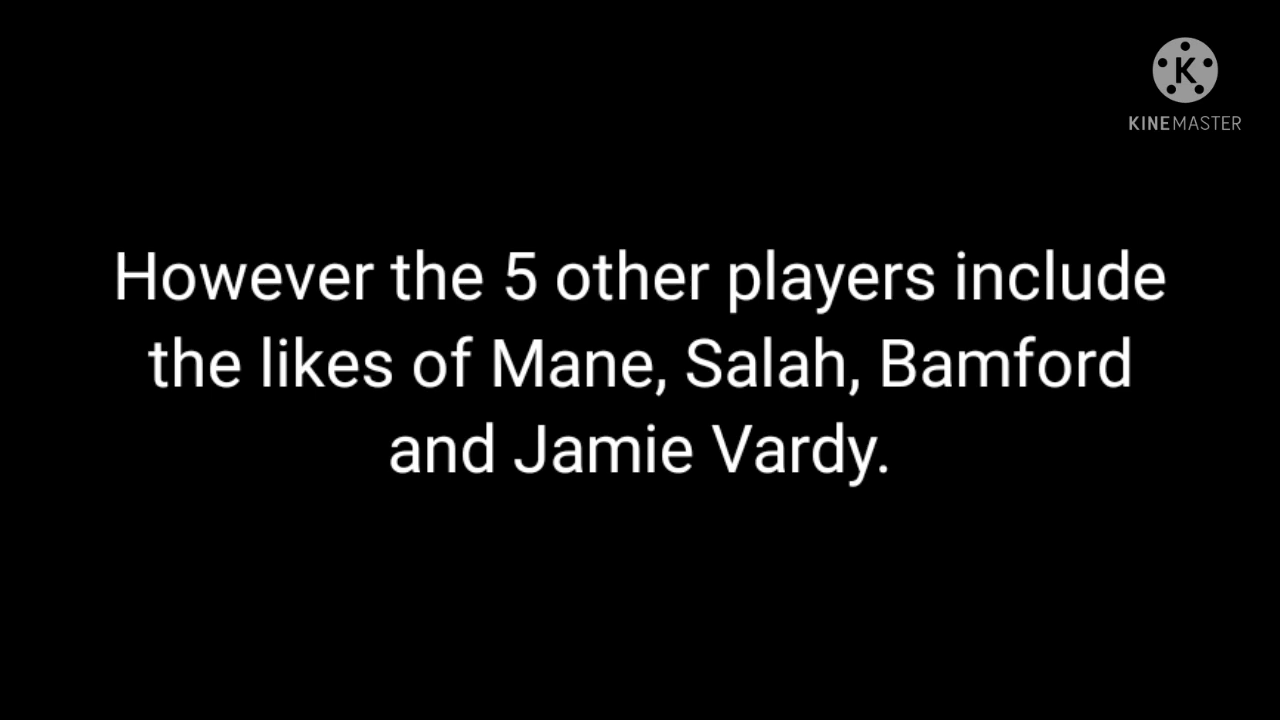 K
KINEMASTER
However the 5 other players include
the likes of Mane, Salah, Bamford
and Jamie Vardy.